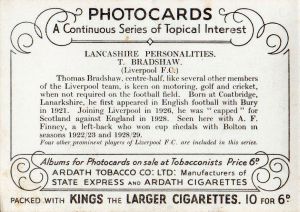 PHOTOCARDS
A Continuous Series of Topical Interest
LANCASHIRE PERSONALITIES.
T. BRADSHAW.
(Liverpool F.C.)
Thomas Bradshaw, centre-half, like several other members
of the Liverpool team, is keen on motoring, golf and cricket,
when not required on the football field. Born at Coatbridge,
Lanarkshire, he first appeared in English football with Bury
in 1921. Joining Liverpool in 1926, he was "capped" for
Scotland against England in 1928. Seen here with A. F.
Finney, a left-back who won cup medals with Bolton in
seasons 1922/23 and 1928/29.
Four other prominent players of Liverpool F.C. are included in this series.
Albums for Photocards on sale at Tobacconists Price 6ᴰ
ARDATH TOBACCO CO LTD. Manufacturers of
STATE EXPRESS AND ARDATH CIGARETTES
PACKED WITH KINGS THE LARGER CIGARETTES. 10 FOR 6ᴰ